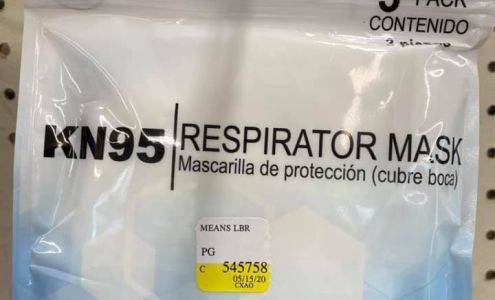 PACK
CONTENIDO
KN95 RESPIRATOR MASK
Mascarilla de protección (cubre boca)
MEANS LBR
PG
C 545758
05/15/20
CXAO